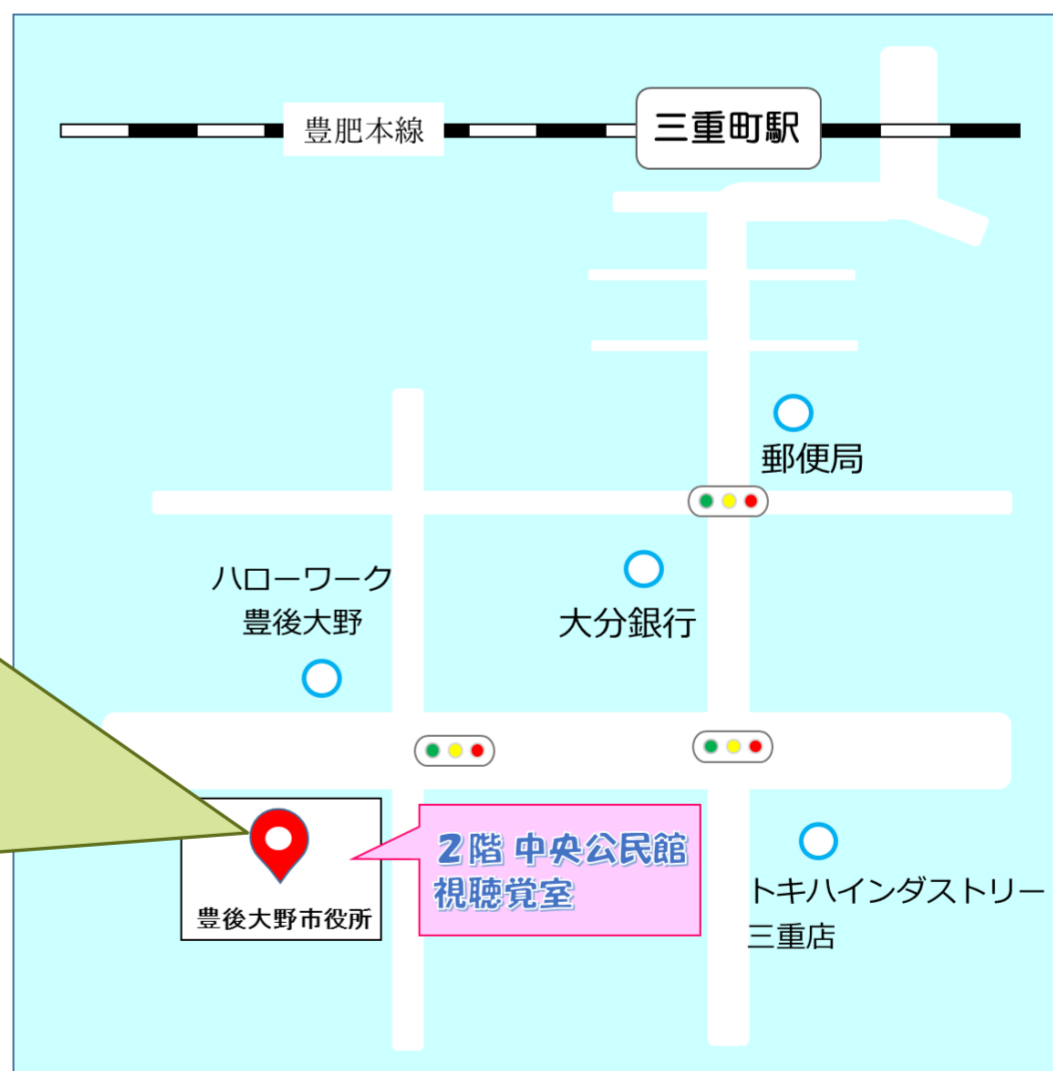 豊肥本線
三重町駅
郵便局
ハローワーク
豊後大野
大分銀行
2階 中央公民館
視聴覚室
豊後大野市役所
トキハインダストリー
三重店